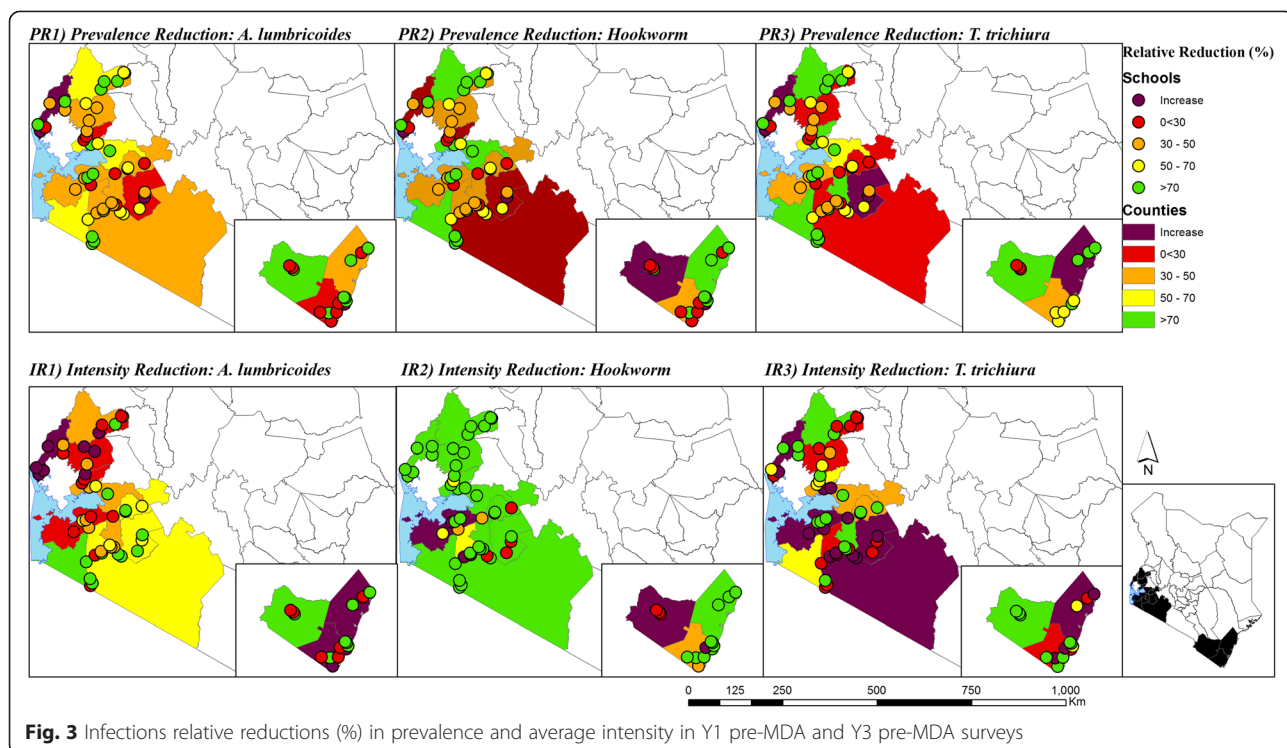 PR1) Prevalence Reduction: A. lumbricoides
PR2) Prevalence Reduction: Hookworm
PR3) Prevalence Reduction: T. trichiura
Relative Reduction (%)
Schools
Increase
0<30
30 - 50
50 - 70
>70
Counties
Increase
0<30
30 - 50
50 - 70
>70
IR1) Intensity Reduction: A. lumbricoides
IR2) Intensity Reduction: Hookworm
IR3) Intensity Reduction: T. trichiura
N
0 125 250 500 750 1,000
Km
Fig. 3 Infections relative reductions (%) in prevalence and average intensity in Y1 pre-MDA and Y3 pre-MDA surveys